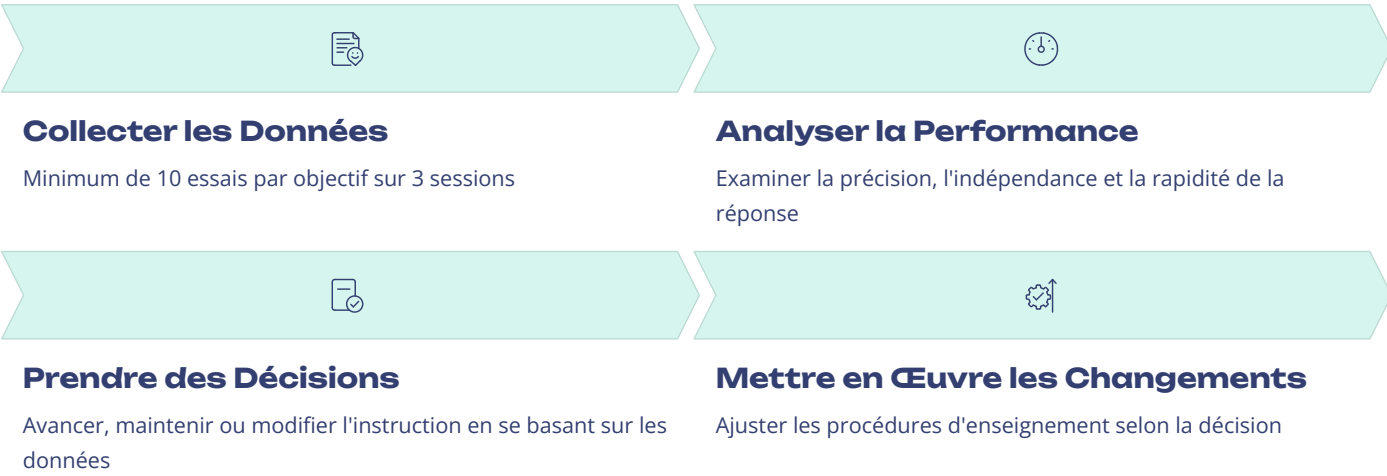 Collecter les Données
Minimum de 10 essais par objectif sur 3 sessions
Analyser la Performance
Examiner la précision, l'indépendance et la rapidité de la
réponse
Prendre des Décisions
Avancer, maintenir ou modifier l'instruction en se basant sur les
données
Mettre en Œuvre les Changements
Ajuster les procédures d'enseignement selon la décision